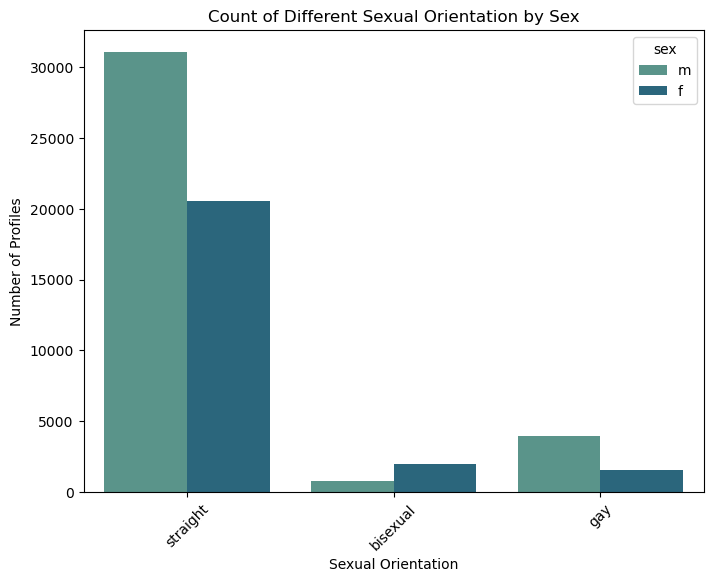 Count of Different Sexual Orientation by Sex
sex
m
f
30000
25000
20000
15000
10000
5000
0
Number of Profiles
straight
bisexual
gay
Sexual Orientation